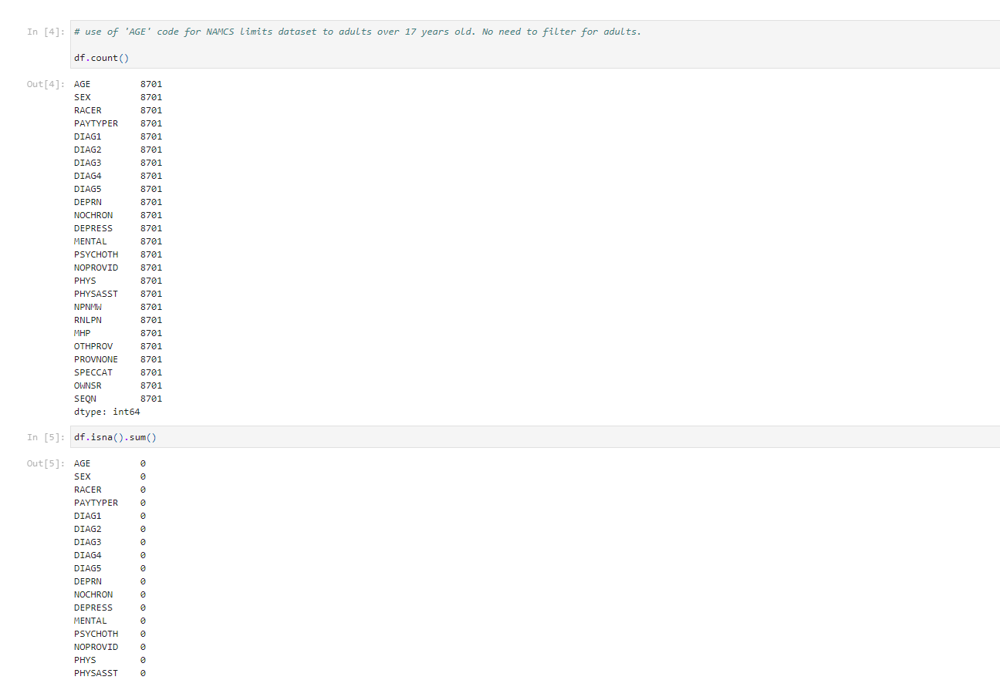 In [4]: # use of 'AGE' code for NAMCS limits dataset to adults over 17 years old. No need to filter for adults.
df.count()
Out[4]: AGE 8701
SEX 8701
RACER 8701
PAYTYPER 8701
DIAG1 8701
DIAG2 8701
DIAG3 8701
DIAG4 8701
DIAG5 8701
DEPRN 8701
NOCHRON 8701
DEPRESS 8701
MENTAL 8701
PSYCHOTH 8701
NOPROVID 8701
PHYS 8701
PHYSASST 8701
NPNMW 8701
RNLPN 8701
MHP 8701
OTHPROV 8701
PROVNONE 8701
SPECCAT 8701
OWNSR 8701
SEQN 8701
dtype: int64
In [5]: df.isna().sum()
Out[5]: AGE 0
SEX 0
RACER 0
PAYTYPER 0
DIAG1 0
DIAG2 0
DIAG3 0
DIAG4 0
DIAG5 0
DEPRN 0
NOCHRON 0
DEPRESS 0
MENTAL 0
PSYCHOTH 0
NOPROVID 0
PHYS 0
PHYSASST 0